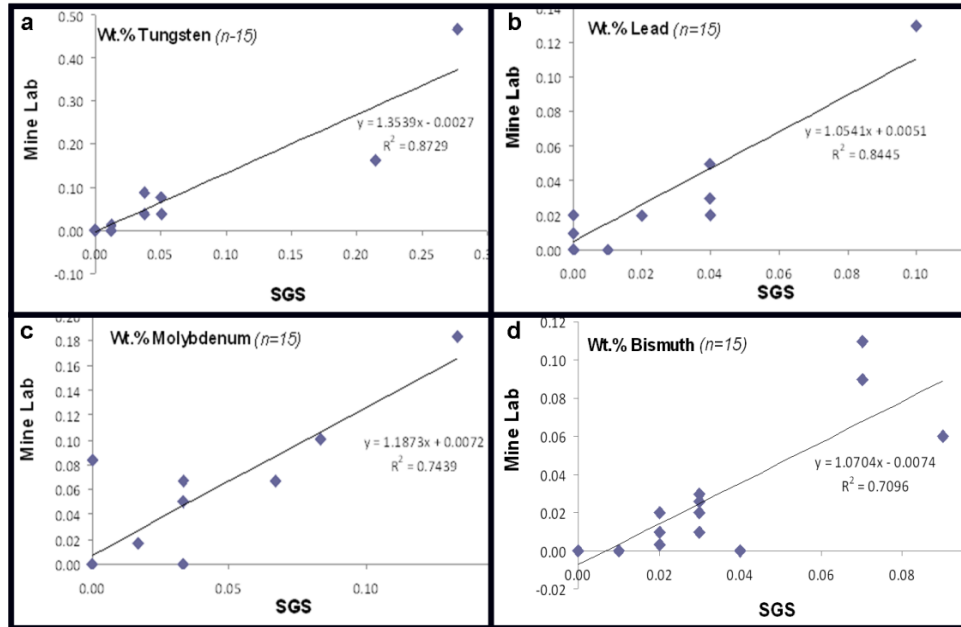 a
Wt.% Tungsten (n-15)
0.50
0.40
0.30
0.20
0.10
0.00
-0.10
Mine Lab
y = 1.3539x - 0.0027
R² = 0.8729
0.00 0.05 0.10 0.15 0.20 0.25
SGS
b
Wt.% Lead (n=15)
0.14
0.12
0.10
0.08
0.06
0.04
0.02
0.00
Mine Lab
y = 1.0541x + 0.0051
R² = 0.8445
0.00 0.02 0.04 0.06 0.08 0.10
SGS
c
Wt.% Molybdenum (n=15)
0.20
0.18
0.16
0.14
0.12
0.10
0.08
0.06
0.04
0.02
0.00
Mine Lab
y = 1.1873x + 0.0072
R² = 0.7439
0.00 0.05 0.10
SGS
d
Wt.% Bismuth (n=15)
0.12
0.10
0.08
0.06
0.04
0.02
0.00
-0.02
Mine Lab
y = 1.0704x - 0.0074
R² = 0.7096
0.00 0.02 0.04 0.06 0.08
SGS